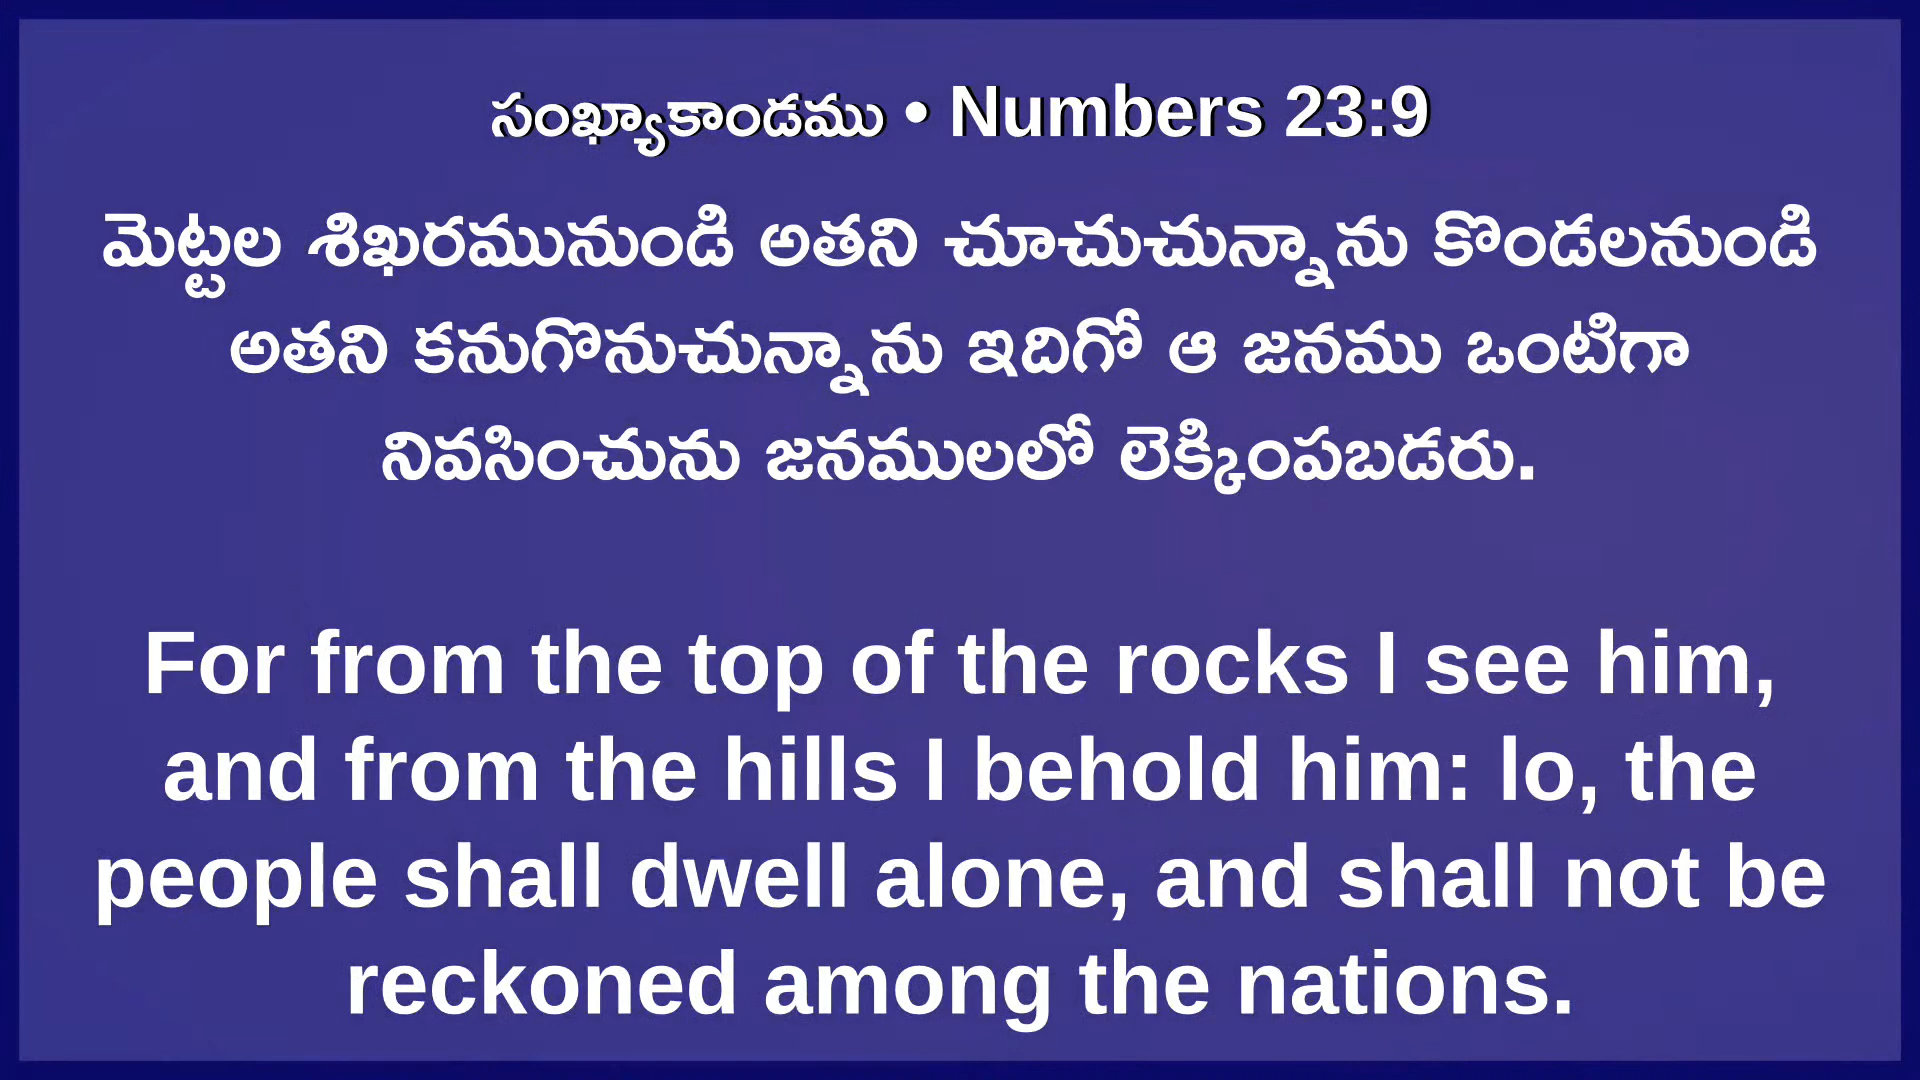 సంఖ్యాకాండము • Numbers 23:9
మెట్టల శిఖరమునుండి అతని చూచుచున్నాను కొండలనుండి
అతని కనుగొనుచున్నాను ఇదిగో ఆ జనము ఒంటిగా
నివసించును జనములలో లెక్కింపబడరు.
For from the top of the rocks I see him,
and from the hills I behold him: lo, the
people shall dwell alone, and shall not be
reckoned among the nations.